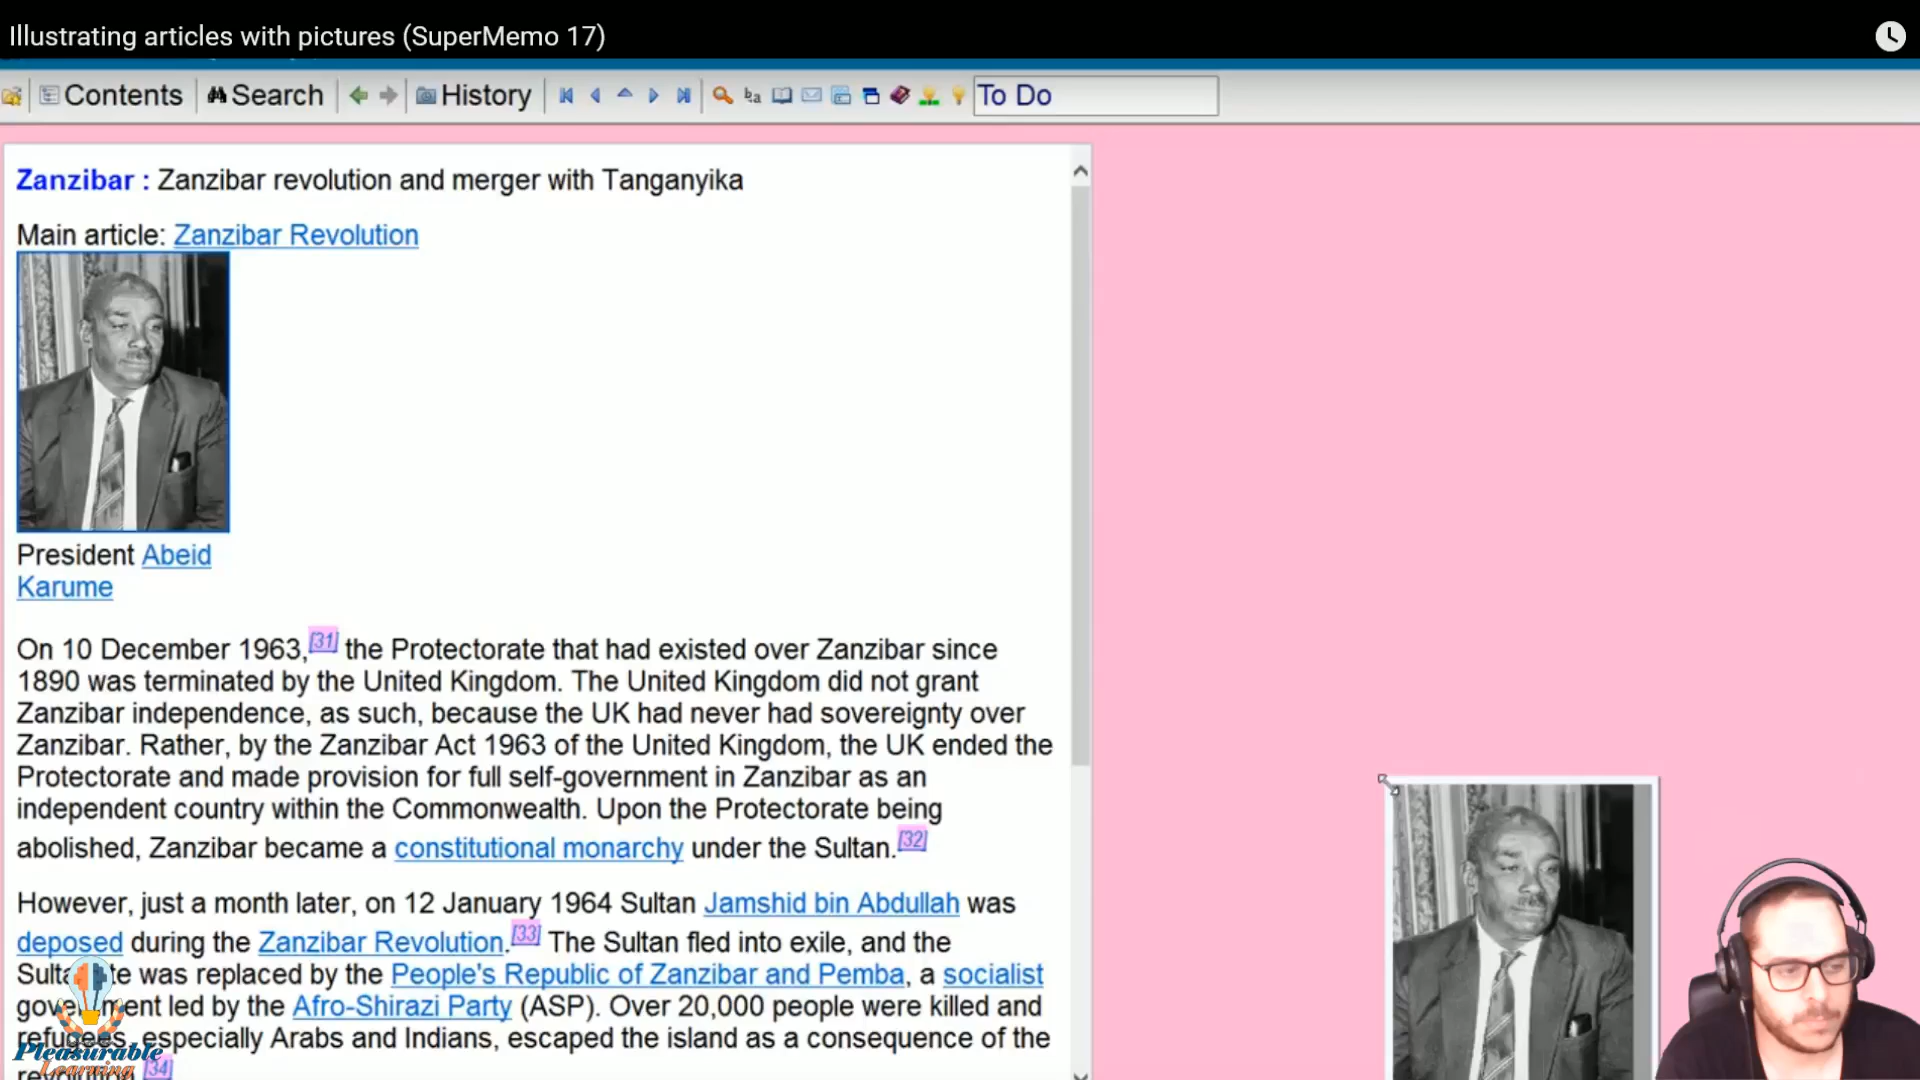 Illustrating articles with pictures (SuperMemo 17)
Contents Search History To Do
Zanzibar : Zanzibar revolution and merger with Tanganyika
Main article: Zanzibar Revolution
President Abeid
Karume
On 10 December 1963,[31] the Protectorate that had existed over Zanzibar since
1890 was terminated by the United Kingdom. The United Kingdom did not grant
Zanzibar independence, as such, because the UK had never had sovereignty over
Zanzibar. Rather, by the Zanzibar Act 1963 of the United Kingdom, the UK ended the
Protectorate and made provision for full self-government in Zanzibar as an
independent country within the Commonwealth. Upon the Protectorate being
abolished, Zanzibar became a constitutional monarchy under the Sultan.[32]
However, just a month later, on 12 January 1964 Sultan Jamshid bin Abdullah was
deposed during the Zanzibar Revolution.[33] The Sultan fled into exile, and the
was replaced by the People's Republic of Zanzibar and Pemba, a socialist
led by the Afro-Shirazi Party (ASP). Over 20,000 people were killed and
refugees, especially Arabs and Indians, escaped the island as a consequence of the
[34]
Pleasurable
Learning